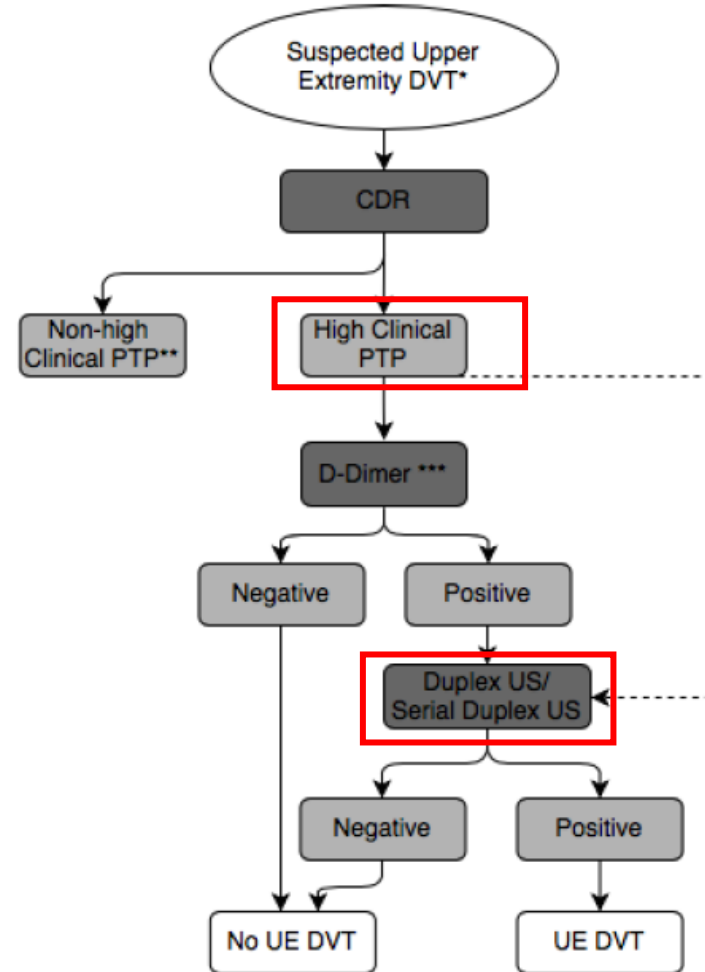 Suspected Upper
Extremity DVT*
CDR
Non-high
Clinical PTP**
High Clinical
PTP
D-Dimer ***
Negative
Positive
Duplex US/
Serial Duplex US
Negative
Positive
No UE DVT
UE DVT